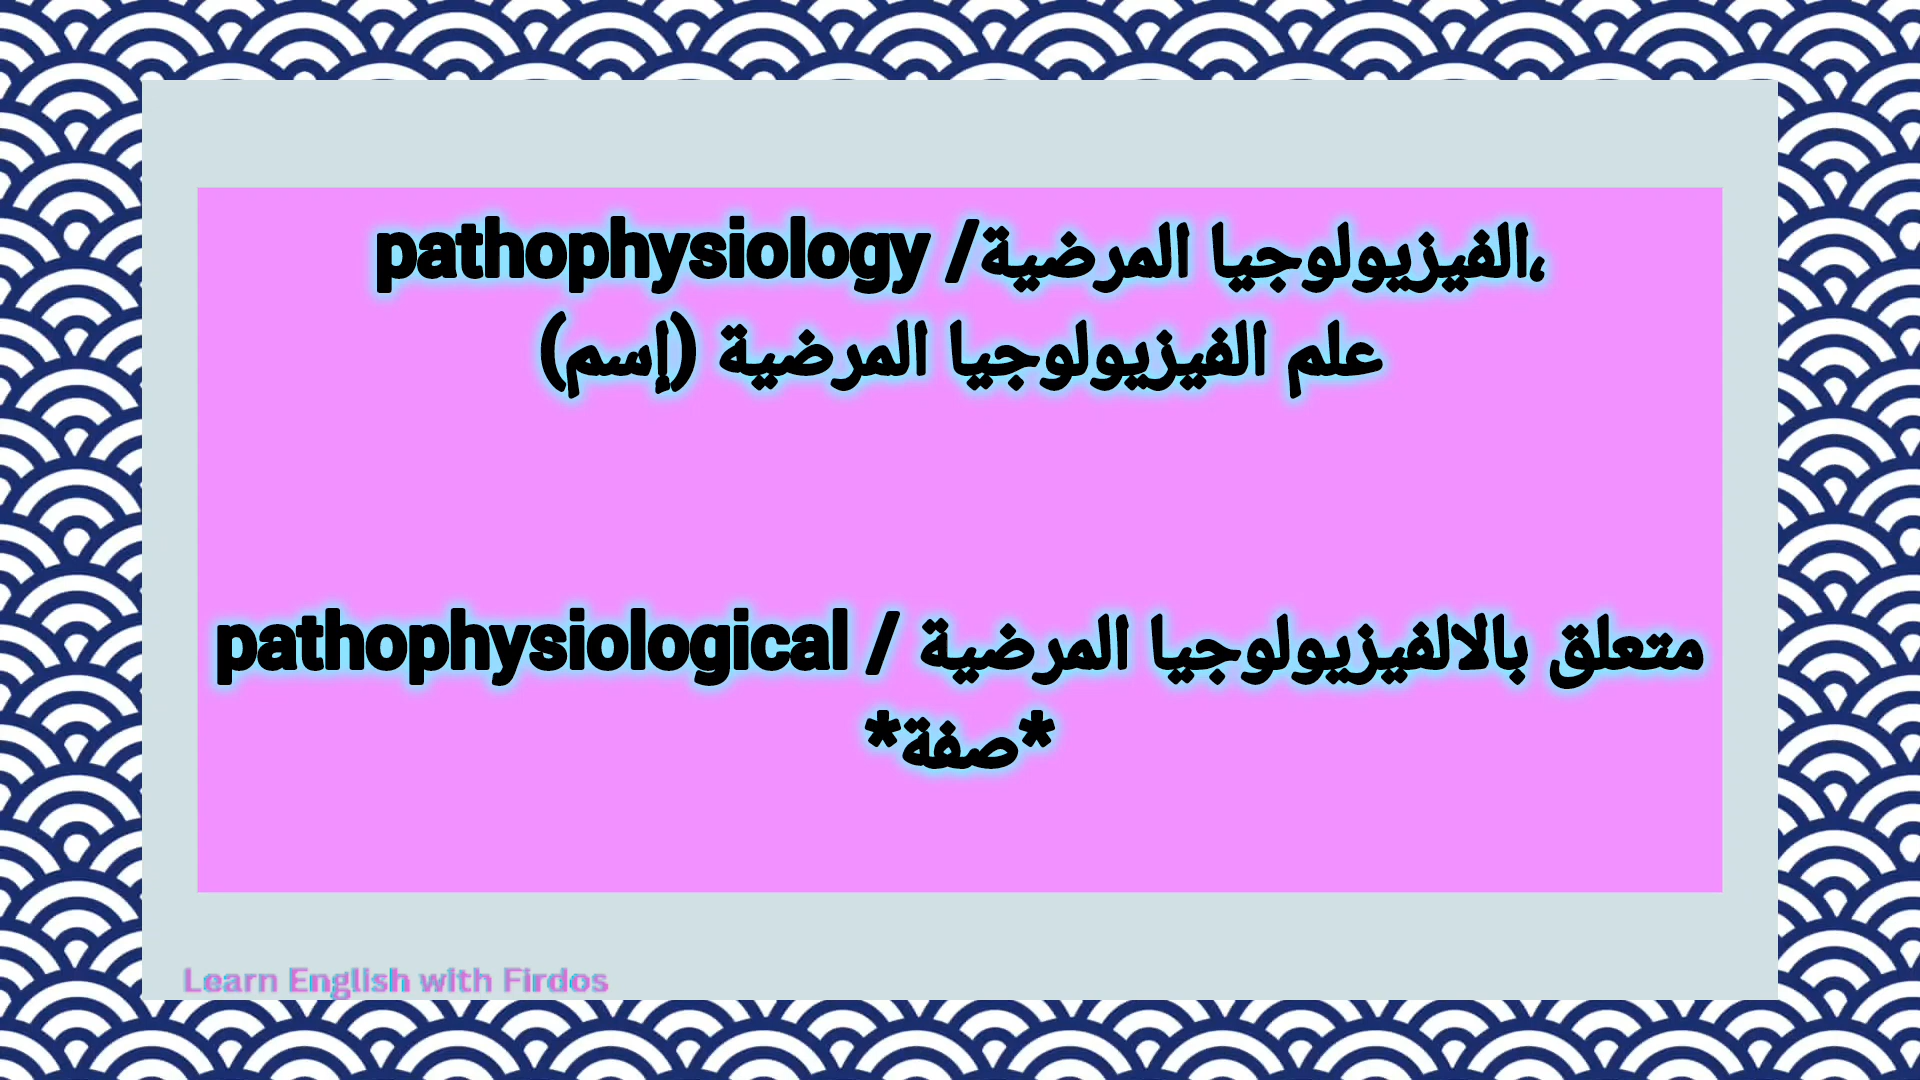 pathophysiology /الفيزيولوجيا المرضية،
علم الفيزيولوجيا المرضية (إسم)
pathophysiological / متعلق بالالفيزيولوجيا المرضية
*صفة*
Learn English with Firdos